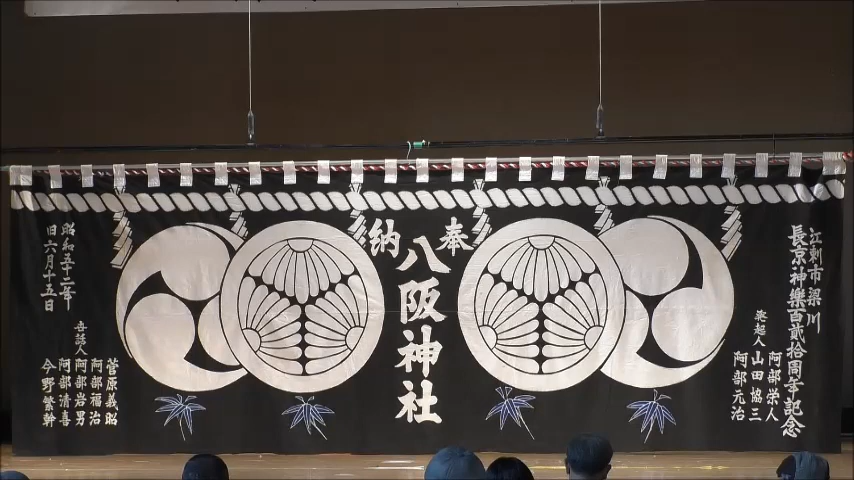 江刺市梁川
長京神樂百貳拾周年記念
発起人
阿部栄人
山田協三
阿部元治
奉納
八阪神社
菅原義昭
阿部福治
阿部岩男
阿部清喜
今野繁幹
世話人
昭和五十二年
旧六月十五日